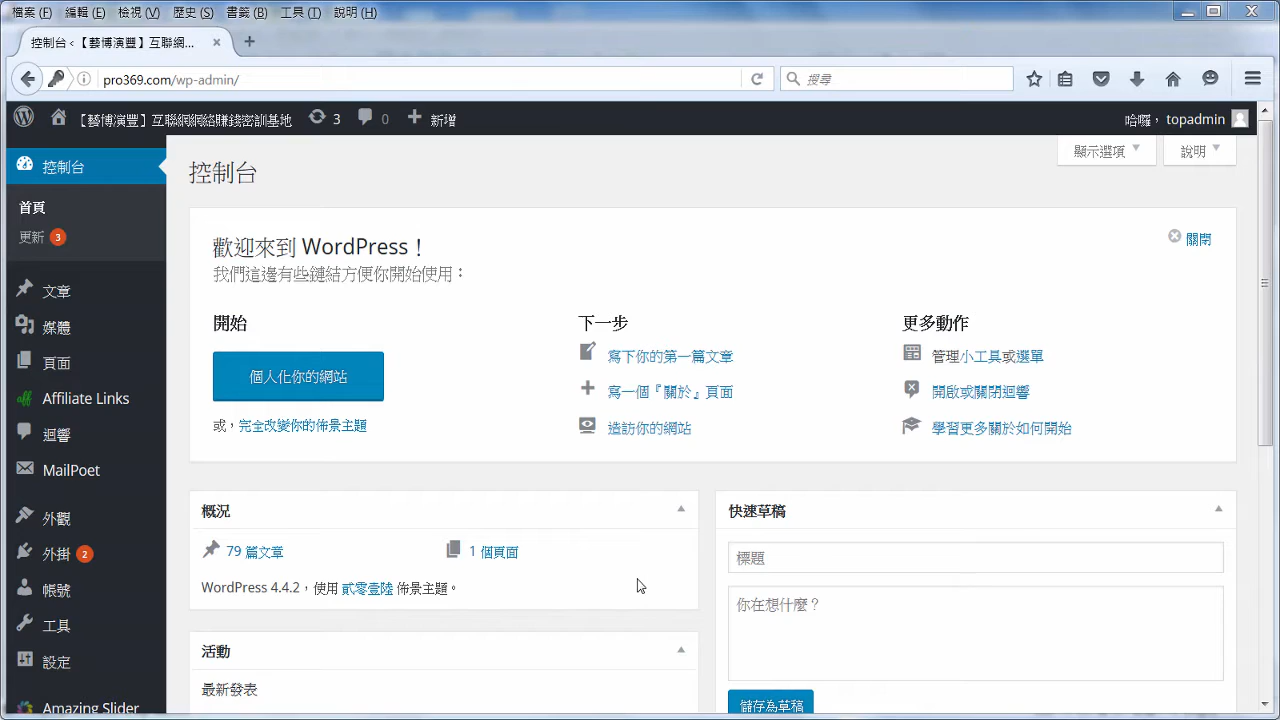 檔案(F) 編輯(E) 檢視(V) 歷史(S) 書籤(B) 工具(T) 說明(H)
控制台 ‹ 【藝博演豐】互聯網...
pro369.com/wp-admin/
搜尋
【藝博演豐】互聯網網絡賺錢密訓基地 3 0 新增
哈囉，topadmin
控制台
首頁
更新 3
文章
媒體
頁面
Affiliate Links
迴響
MailPoet
外觀
外掛 2
帳號
工具
設定
Amazing Slider
顯示選項 說明
控制台
歡迎來到 WordPress！
關閉
我們這邊有些鏈結方便你開始使用：
開始
個人化你的網站
或，完全改變你的佈景主題
下一步
寫下你的第一篇文章
寫一個『關於』頁面
造訪你的網站
更多動作
管理小工具或選單
開啟或關閉迴響
學習更多關於如何開始
概況
79 篇文章 1 個頁面
WordPress 4.4.2，使用 貳零壹陸 佈景主題。
活動
最新發表
快速草稿
標題
你在想什麼？
儲存為草稿